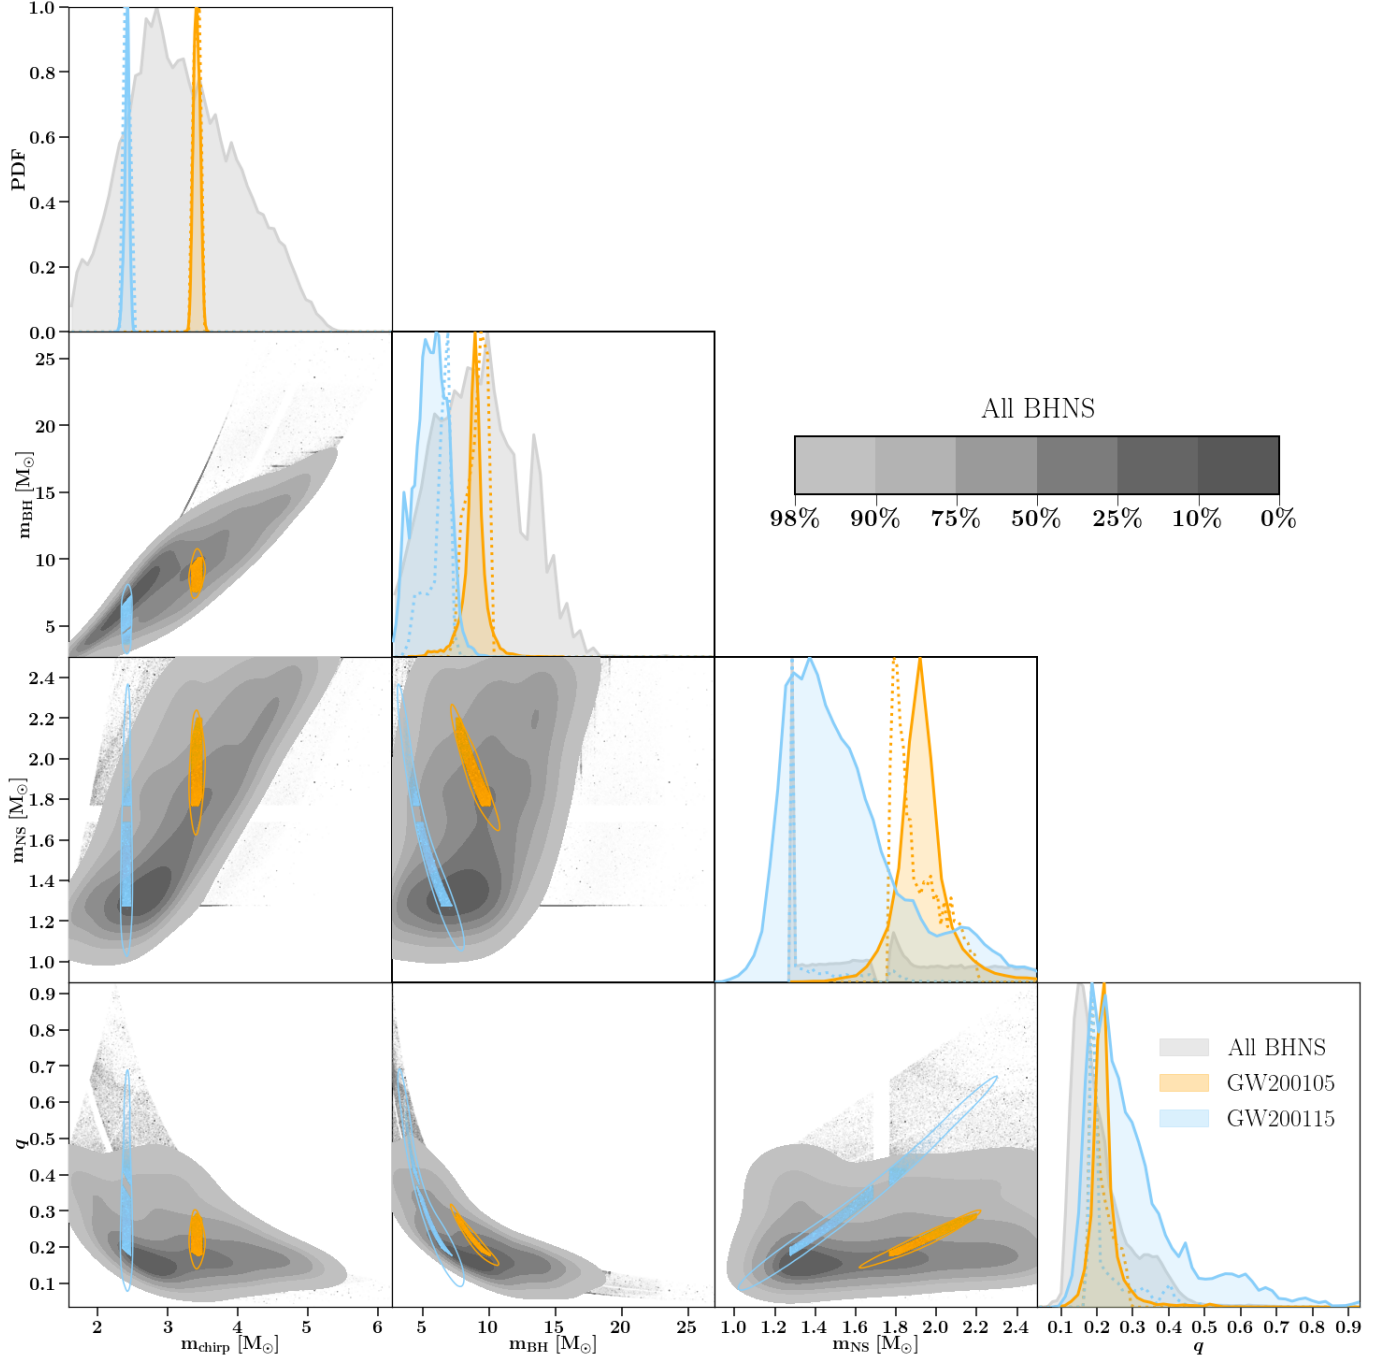 1.0
0.8
0.6
0.4
0.2
0.0
PDF
25
20
15
10
5
m_BH [M_⊙]
All BHNS
98% 90% 75% 50% 25% 10% 0%
2.4
2.2
2.0
1.8
1.6
1.4
1.2
1.0
m_NS [M_⊙]
0.9
0.8
0.7
0.6
0.5
0.4
0.3
0.2
0.1
q
All BHNS
GW200105
GW200115
2 3 4 5 6
m_chirp [M_⊙]
5 10 15 20 25
m_BH [M_⊙]
1.0 1.2 1.4 1.6 1.8 2.0 2.2 2.4
m_NS [M_⊙]
0.1 0.2 0.3 0.4 0.5 0.6 0.7 0.8 0.9
q